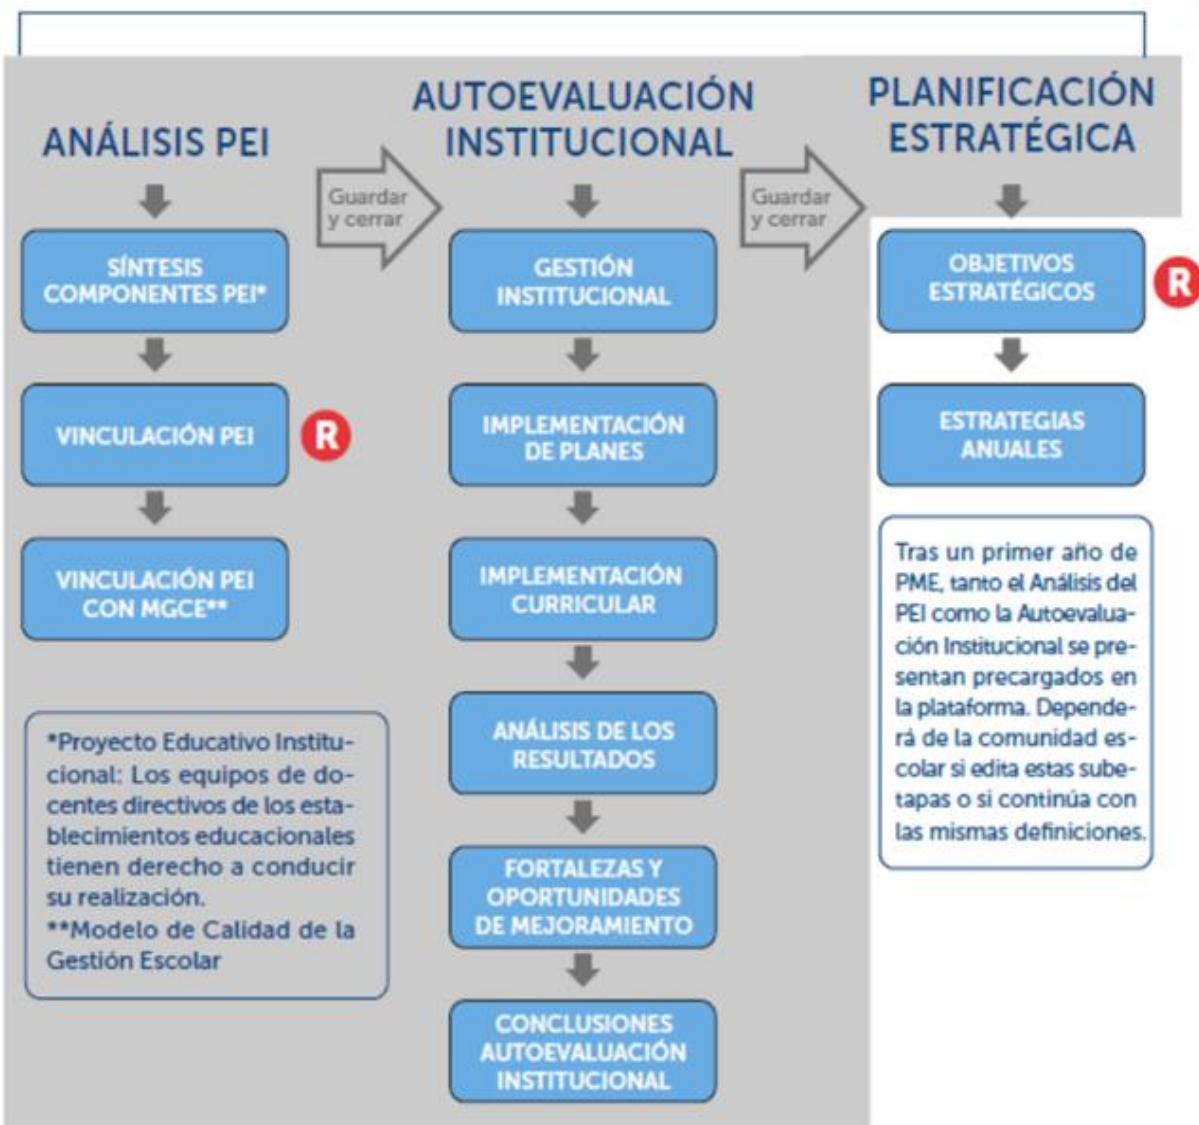 ANÁLISIS PEI
SÍNTESIS
COMPONENTES PEI*
VINCULACIÓN PEI
R
VINCULACIÓN PEI
CON MGCE**
*Proyecto Educativo Institu-
cional: Los equipos de do-
centes directivos de los esta-
blecimientos educacionales
tienen derecho a conducir
su realización.
**Modelo de Calidad de la
Gestión Escolar
Guardar
y cerrar
AUTOEVALUACIÓN
INSTITUCIONAL
GESTIÓN
INSTITUCIONAL
IMPLEMENTACIÓN
DE PLANES
IMPLEMENTACIÓN
CURRICULAR
ANÁLISIS DE LOS
RESULTADOS
FORTALEZAS Y
OPORTUNIDADES
DE MEJORAMIENTO
CONCLUSIONES
AUTOEVALUACIÓN
INSTITUCIONAL
Guardar
y cerrar
PLANIFICACIÓN
ESTRATÉGICA
OBJETIVOS
ESTRATÉGICOS
R
ESTRATEGIAS
ANUALES
Tras un primer año de
PME, tanto el Análisis del
PEI como la Autoevalua-
ción Institucional se pre-
sentan precargados en
la plataforma. Depende-
rá de la comunidad es-
colar si edita estas sube-
tapas o si continúa con
las mismas definiciones.